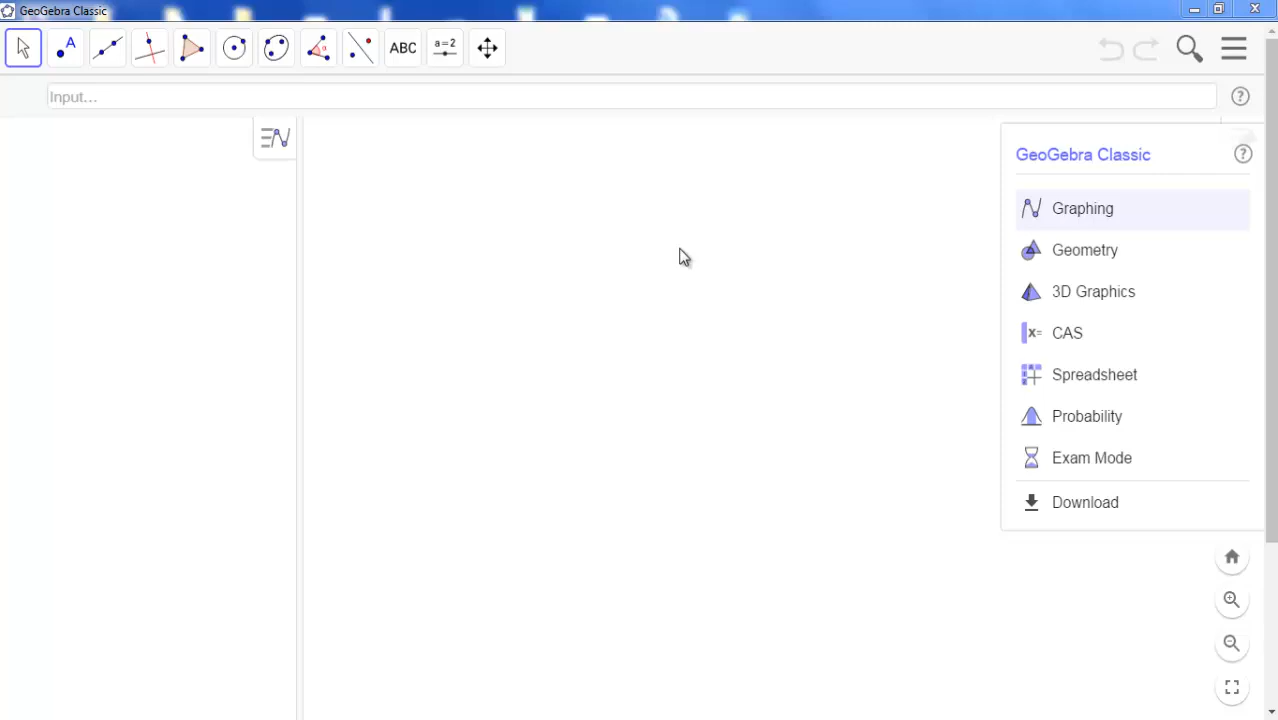 GeoGebra Classic
A
α
ABC
a=2
Input...
GeoGebra Classic
Graphing
Geometry
3D Graphics
x= CAS
Spreadsheet
Probability
Exam Mode
Download